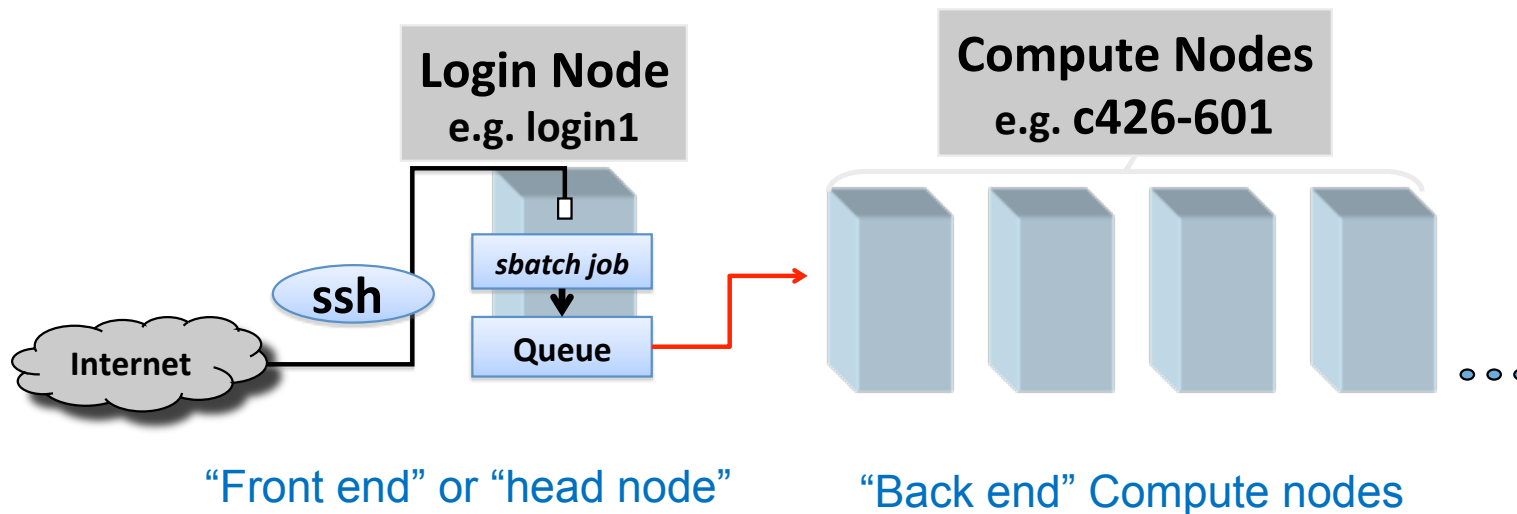 Login Node
e.g. login1
Compute Nodes
e.g. c426-601
ssh
sbatch job
Queue
Internet
“Front end” or “head node”
“Back end” Compute nodes